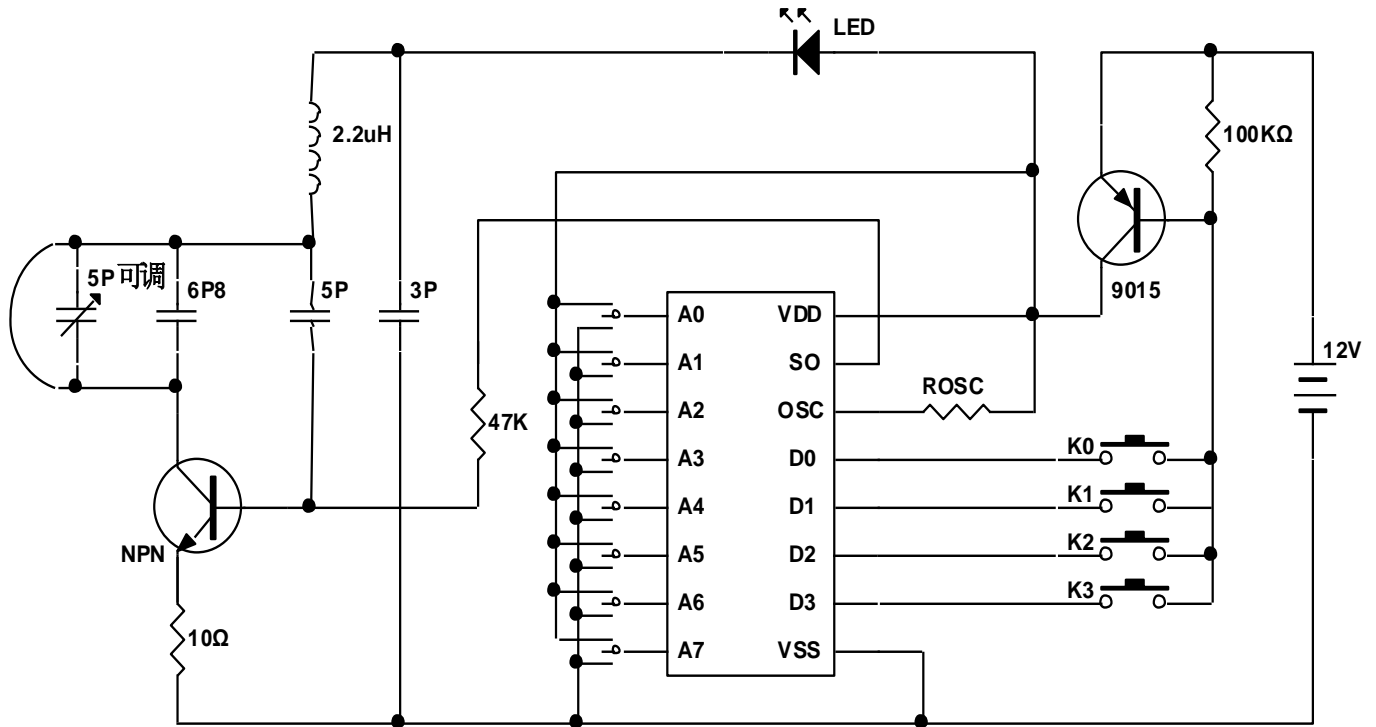 LED
2.2uH
100KΩ
5P可调
6P8
5P
3P
9015
A0
VDD
12V
A1
SO
A2
OSC
ROSC
47K
A3
D0
K0
A4
D1
K1
NPN
A5
D2
K2
A6
D3
K3
10Ω
A7
VSS